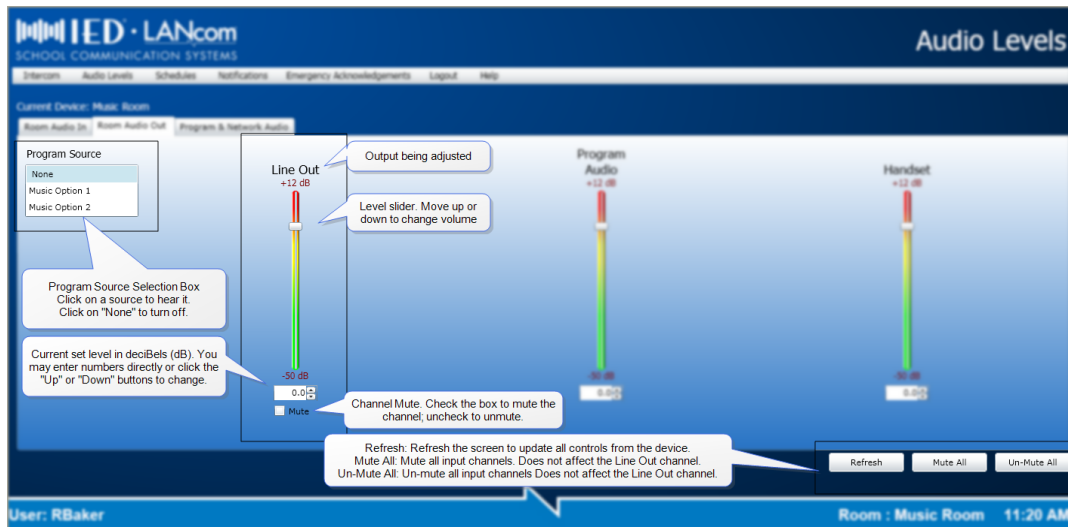 IED · LANcom
SCHOOL COMMUNICATION SYSTEMS
Audio Levels
Intercom Audio Levels Schedules Notifications Emergency Acknowledgements Logout Help
Current Device: Music Room
Room Audio In Room Audio Out Program & Network Audio
Program Source
None
Music Option 1
Music Option 2
Program Source Selection Box
Click on a source to hear it.
Click on "None" to turn off.
Current set level in deciBels (dB). You
may enter numbers directly or click the
"Up" or "Down" buttons to change.
Line Out
+12 dB
-50 dB
0.0
Mute
Output being adjusted
Level slider. Move up or
down to change volume
Channel Mute. Check the box to mute the
channel; uncheck to unmute.
Program
Audio
+12 dB
-50 dB
0.0
Handset
+12 dB
-50 dB
0.0
Refresh: Refresh the screen to update all controls from the device.
Mute All: Mute all input channels. Does not affect the Line Out channel.
Un-Mute All: Un-mute all input channels Does not affect the Line Out channel.
Refresh Mute All Un-Mute All
User: RBaker
Room : Music Room 11:20 AM